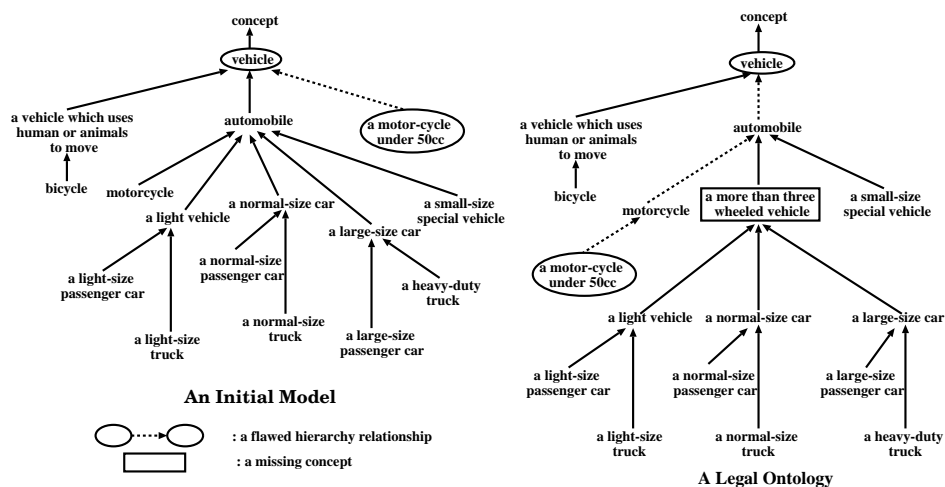 concept
vehicle
a vehicle which uses
human or animals
to move
automobile
a motor-cycle
under 50cc
bicycle
motorcycle
a light vehicle
a normal-size car
a small-size
special vehicle
a large-size car
a light-size
passenger car
a normal-size
passenger car
a heavy-duty
truck
a light-size
truck
a normal-size
truck
a large-size
passenger car
An Initial Model
: a flawed hierarchy relationship
: a missing concept
concept
vehicle
a vehicle which uses
human or animals
to move
automobile
bicycle
motorcycle
a more than three
wheeled vehicle
a small-size
special vehicle
a motor-cycle
under 50cc
a light vehicle
a normal-size car
a large-size car
a light-size
passenger car
a normal-size
passenger car
a large-size
passenger car
a light-size
truck
a normal-size
truck
a heavy-duty
truck
A Legal Ontology